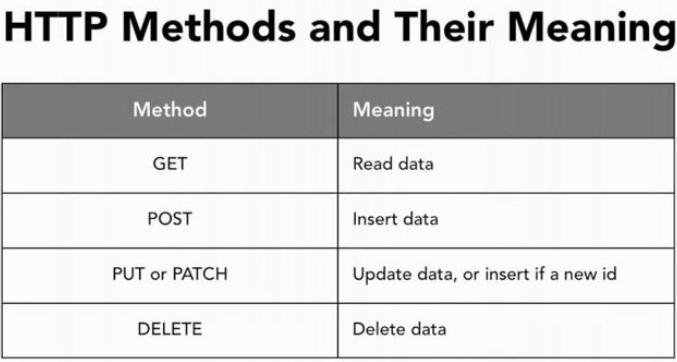 HTTP Methods and Their Meaning
Method Meaning
GET Read data
POST Insert data
PUT or PATCH Update data, or insert if a new id
DELETE Delete data